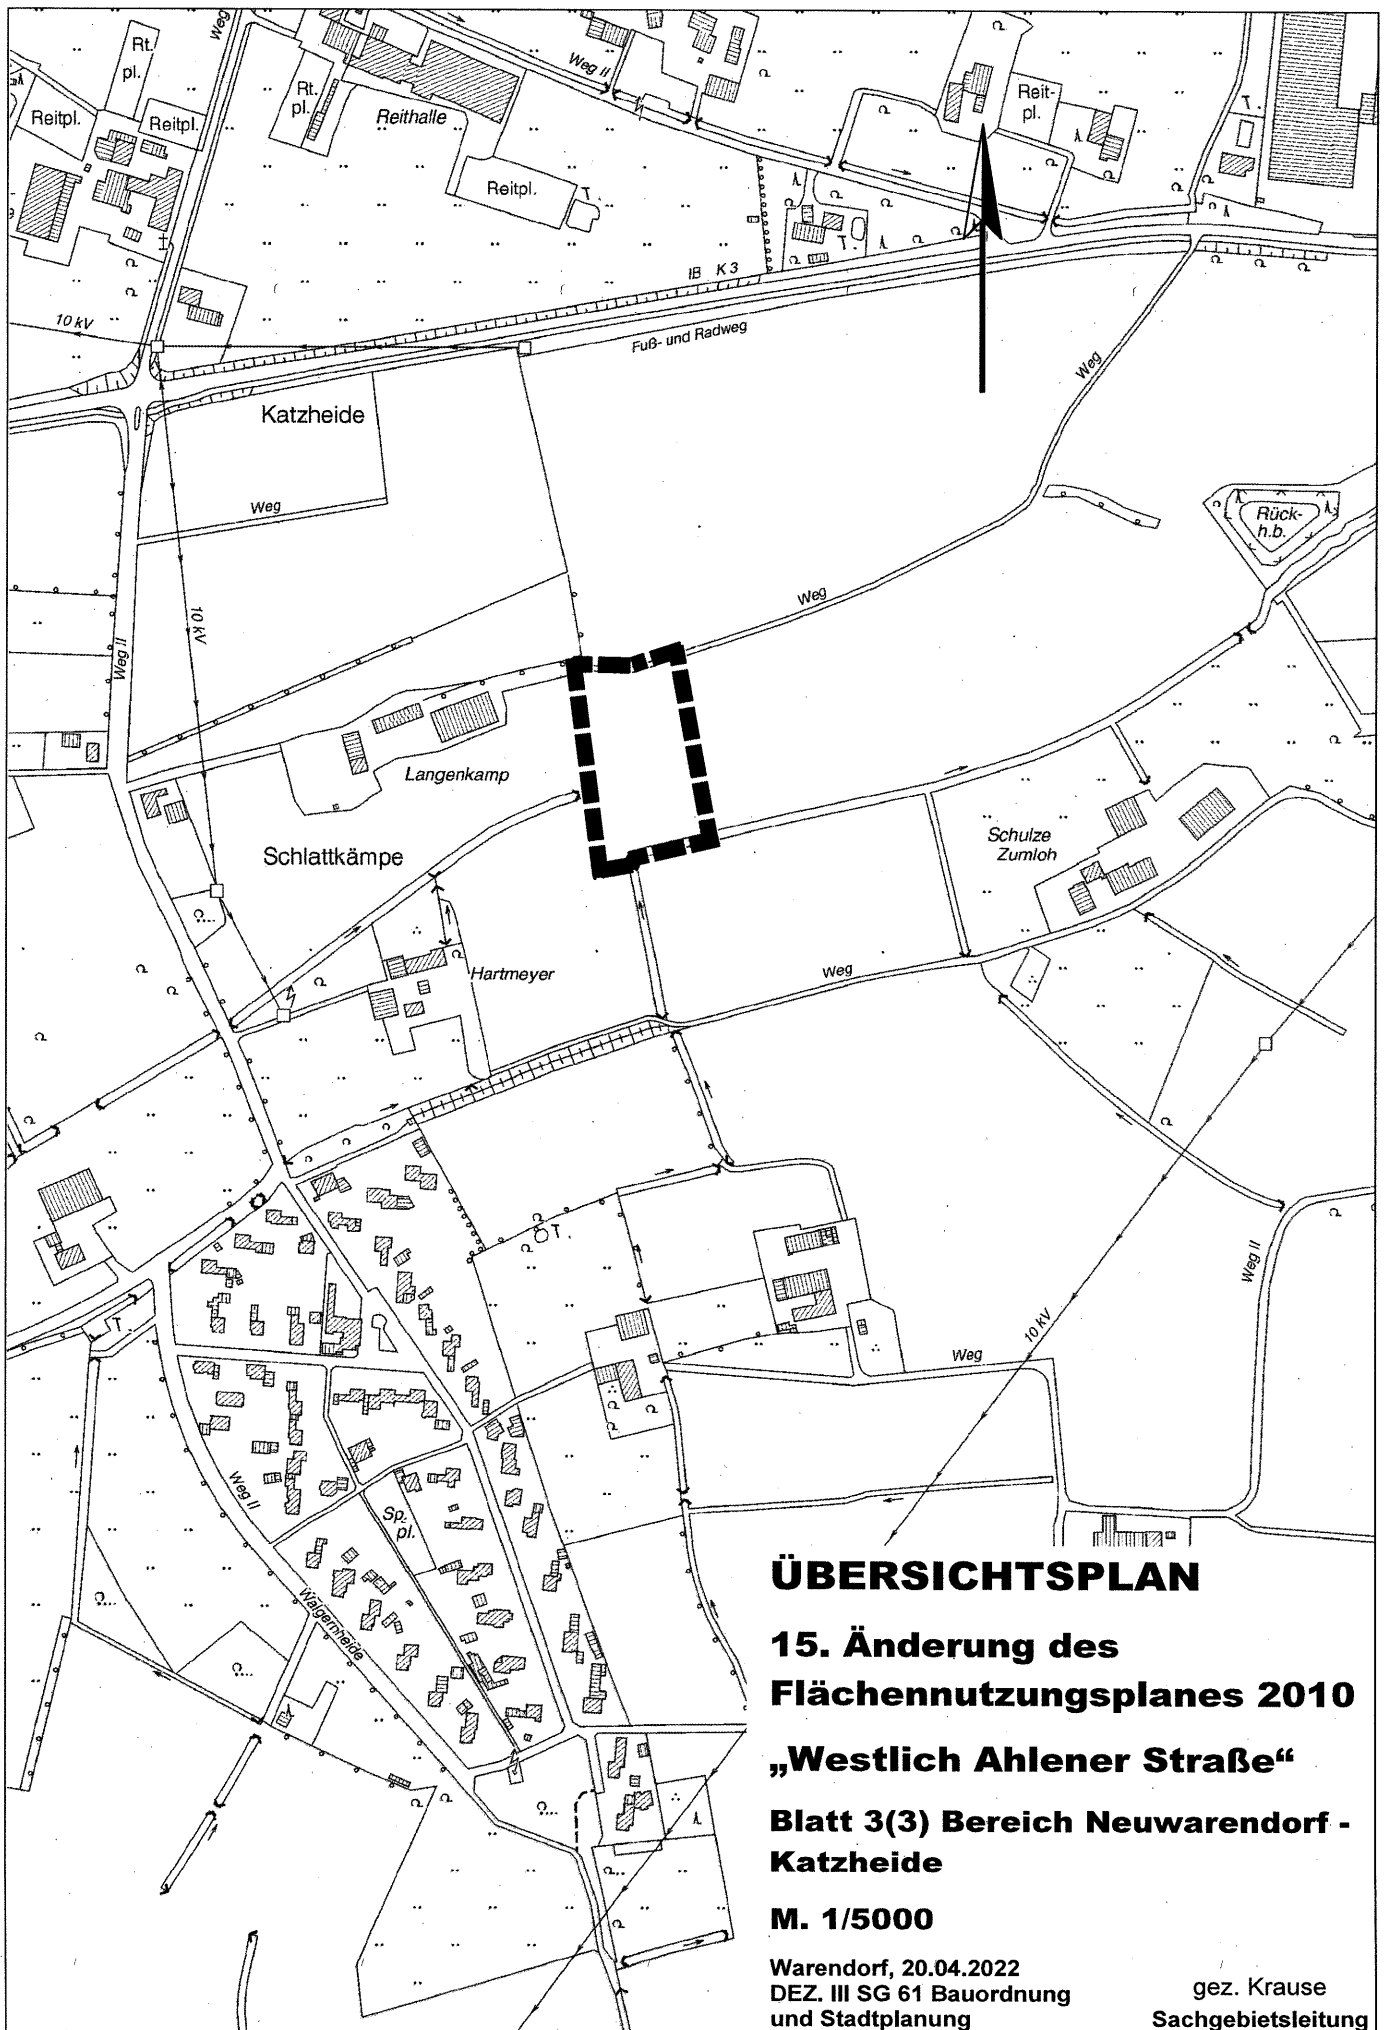 Weg
Rt.
pl.
Rt.
pl.
Reitpl.
Reitpl.
Reithalle
Weg II
Reit-
pl.
T.
Reitpl.
T.
T.
IB K 3
10 kV
Fuß- und Radweg
Weg
Katzheide
Weg
Rück-
h.b.
10 kV
Weg
Weg II
Langenkamp
Schlattkämpe
Schulze
Zumloh
Hartmeyer
Weg
T.
Weg II
T.
10 kV
Weg
Weg II
Sp.
pl.
Walgernheide
ÜBERSICHTSPLAN
15. Änderung des
Flächennutzungsplanes 2010
„Westlich Ahlener Straße“
Blatt 3(3) Bereich Neuwarendorf -
Katzheide
M. 1/5000
Warendorf, 20.04.2022
DEZ. III SG 61 Bauordnung
und Stadtplanung
gez. Krause
Sachgebietsleitung